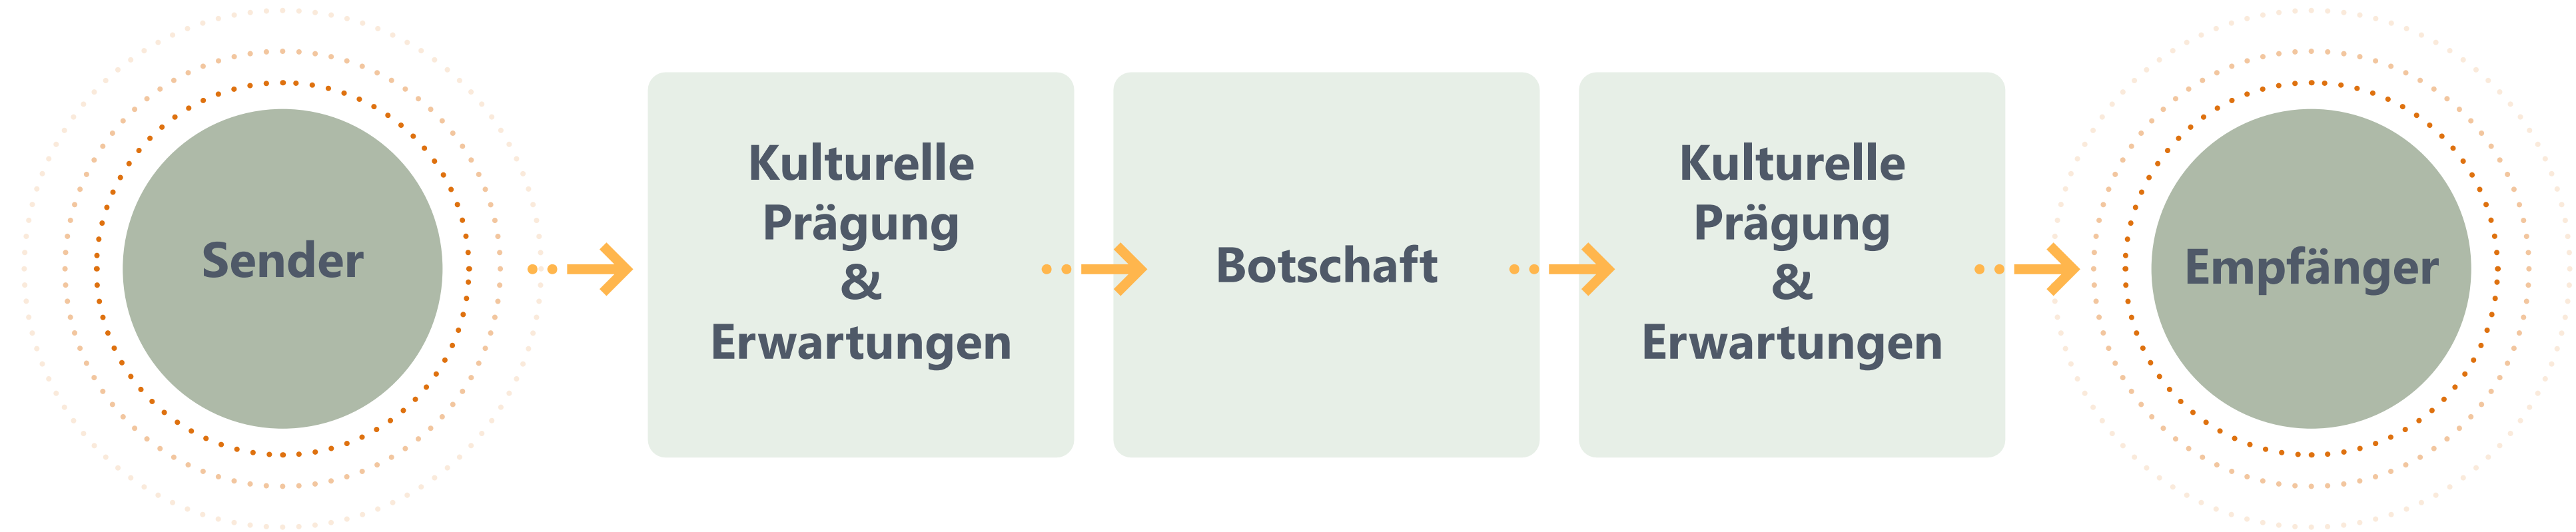 Sender
Kulturelle
Prägung
&
Erwartungen
Botschaft
Kulturelle
Prägung
&
Erwartungen
Empfänger